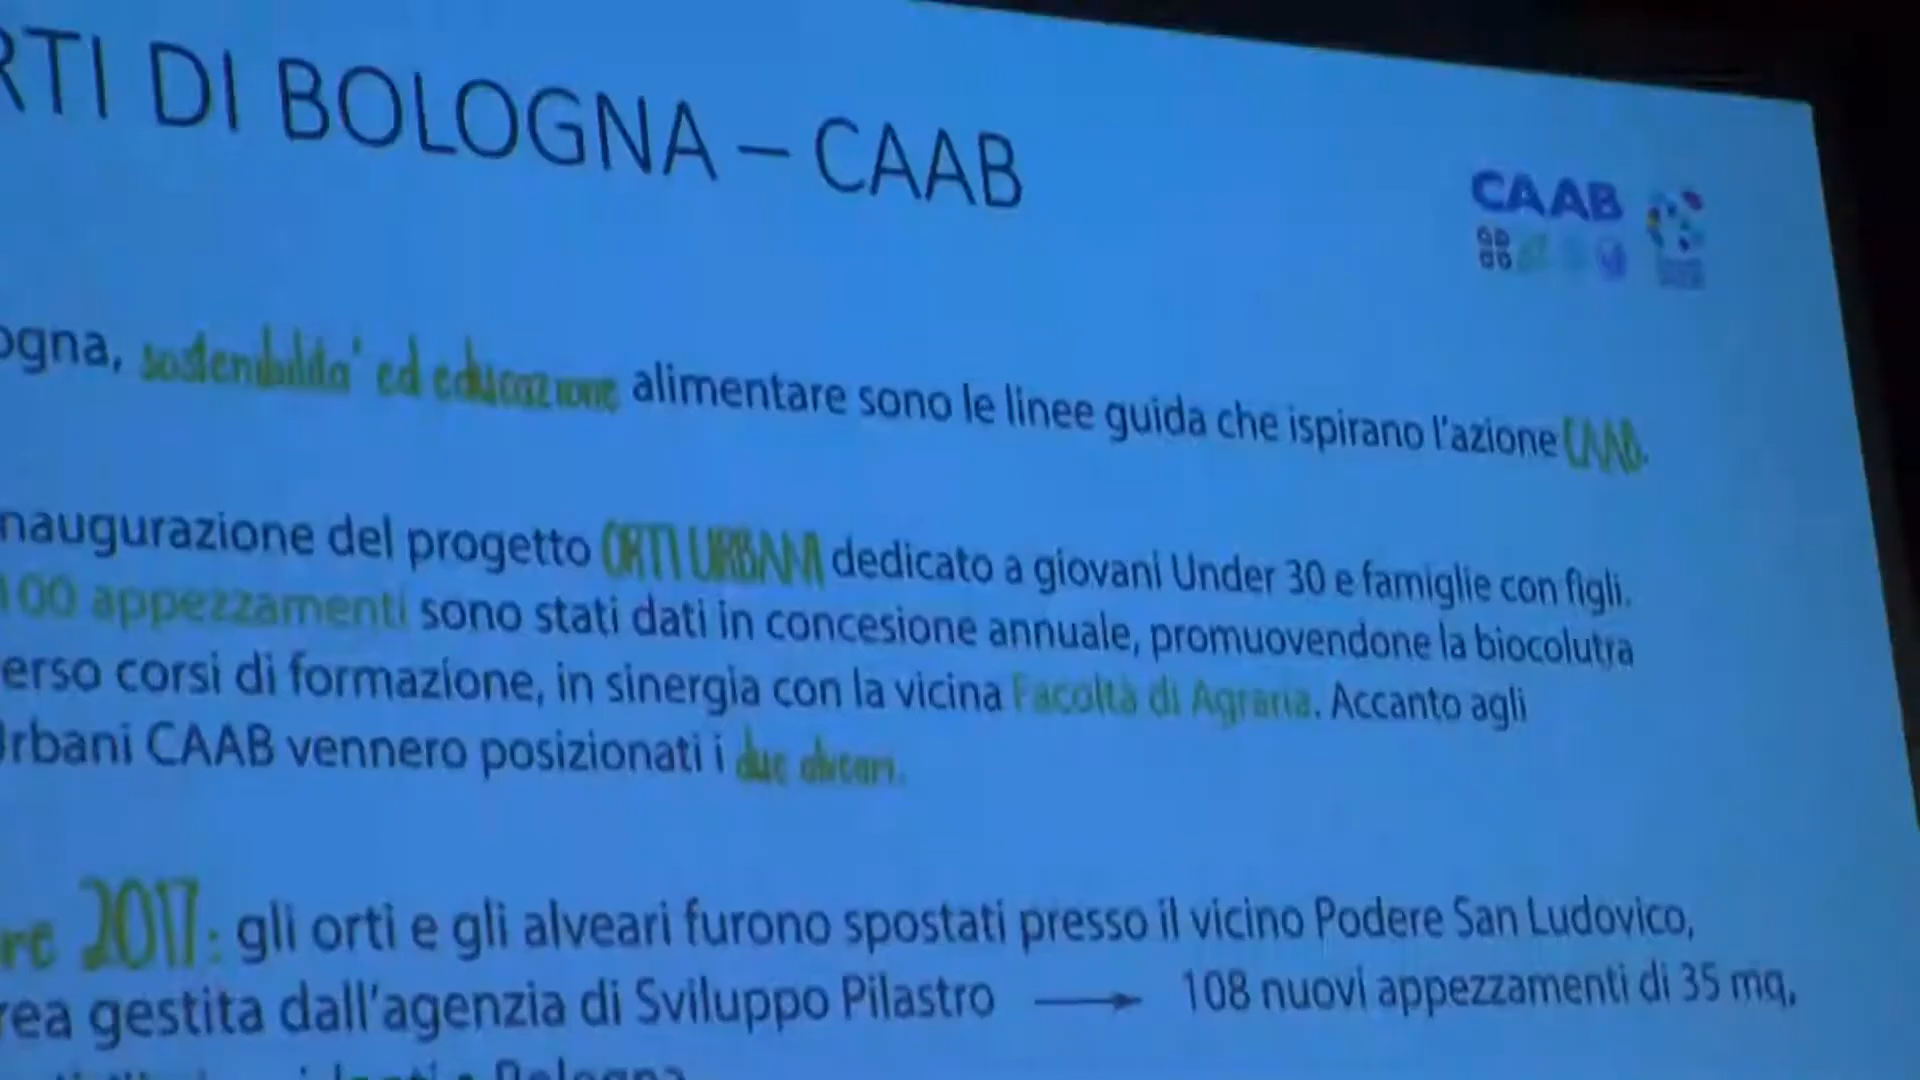 RTI DI BOLOGNA – CAAB
CAAB
ogna, sostenibilita' ed educazione alimentare sono le linee guida che ispirano l'azione CAAB.
naugurazione del progetto ORTI URBANI dedicato a giovani Under 30 e famiglie con figli.
100 appezzamenti sono stati dati in concesione annuale, promuovendone la biocolutra
erso corsi di formazione, in sinergia con la vicina Facoltà di Agraria. Accanto agli
Urbani CAAB vennero posizionati i due alveari.
re 2017: gli orti e gli alveari furono spostati presso il vicino Podere San Ludovico,
rea gestita dall'agenzia di Sviluppo Pilastro → 108 nuovi appezzamenti di 35 mq,
Bologna